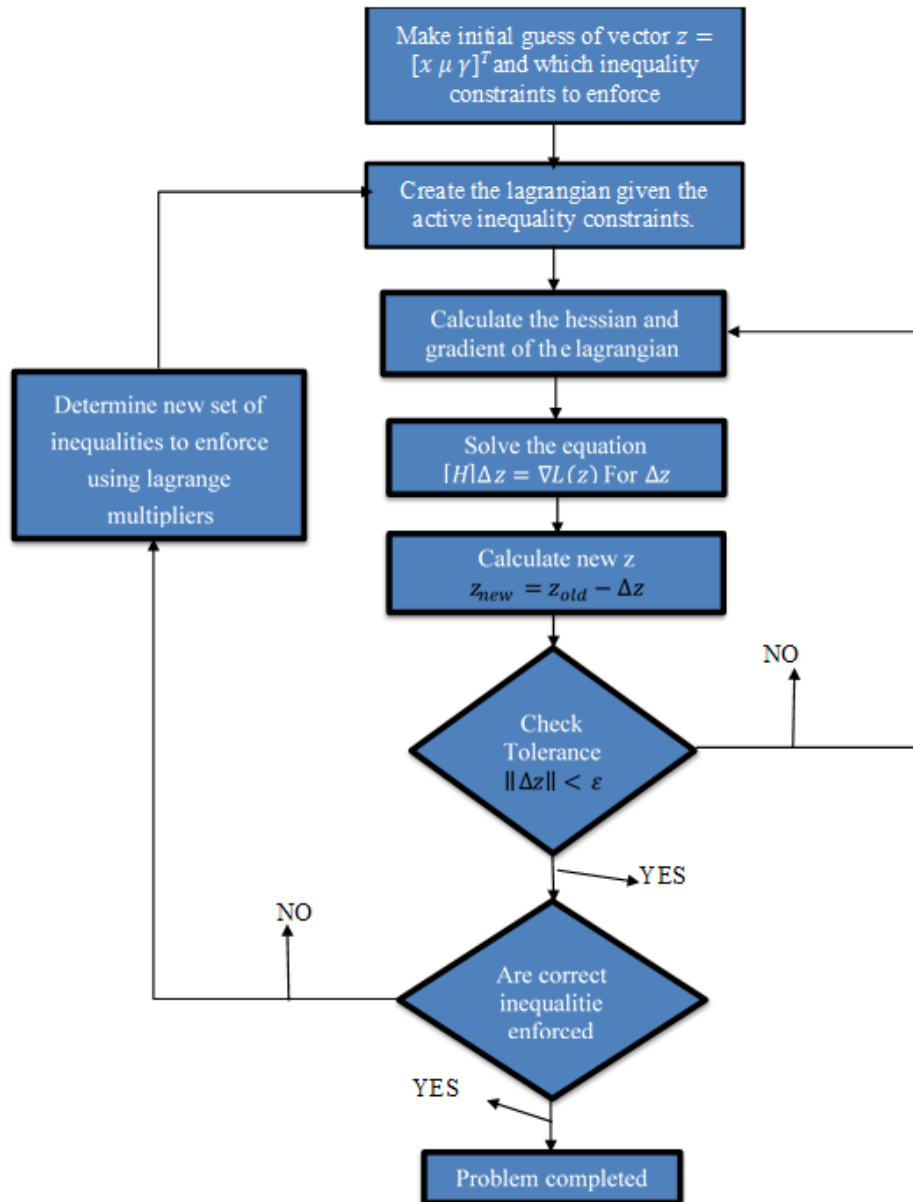 Make initial guess of vector z =
[x μ γ]ᵀ and which inequality
constraints to enforce
Create the lagrangian given the
active inequality constraints.
Calculate the hessian and
gradient of the lagrangian
Determine new set of
inequalities to enforce
using lagrange
multipliers
Solve the equation
[H]Δz = ∇L(z) For Δz
Calculate new z
z_new = z_old − Δz
NO
Check
Tolerance
‖Δz‖ < ε
YES
NO
Are correct
inequalitie
enforced
YES
Problem completed